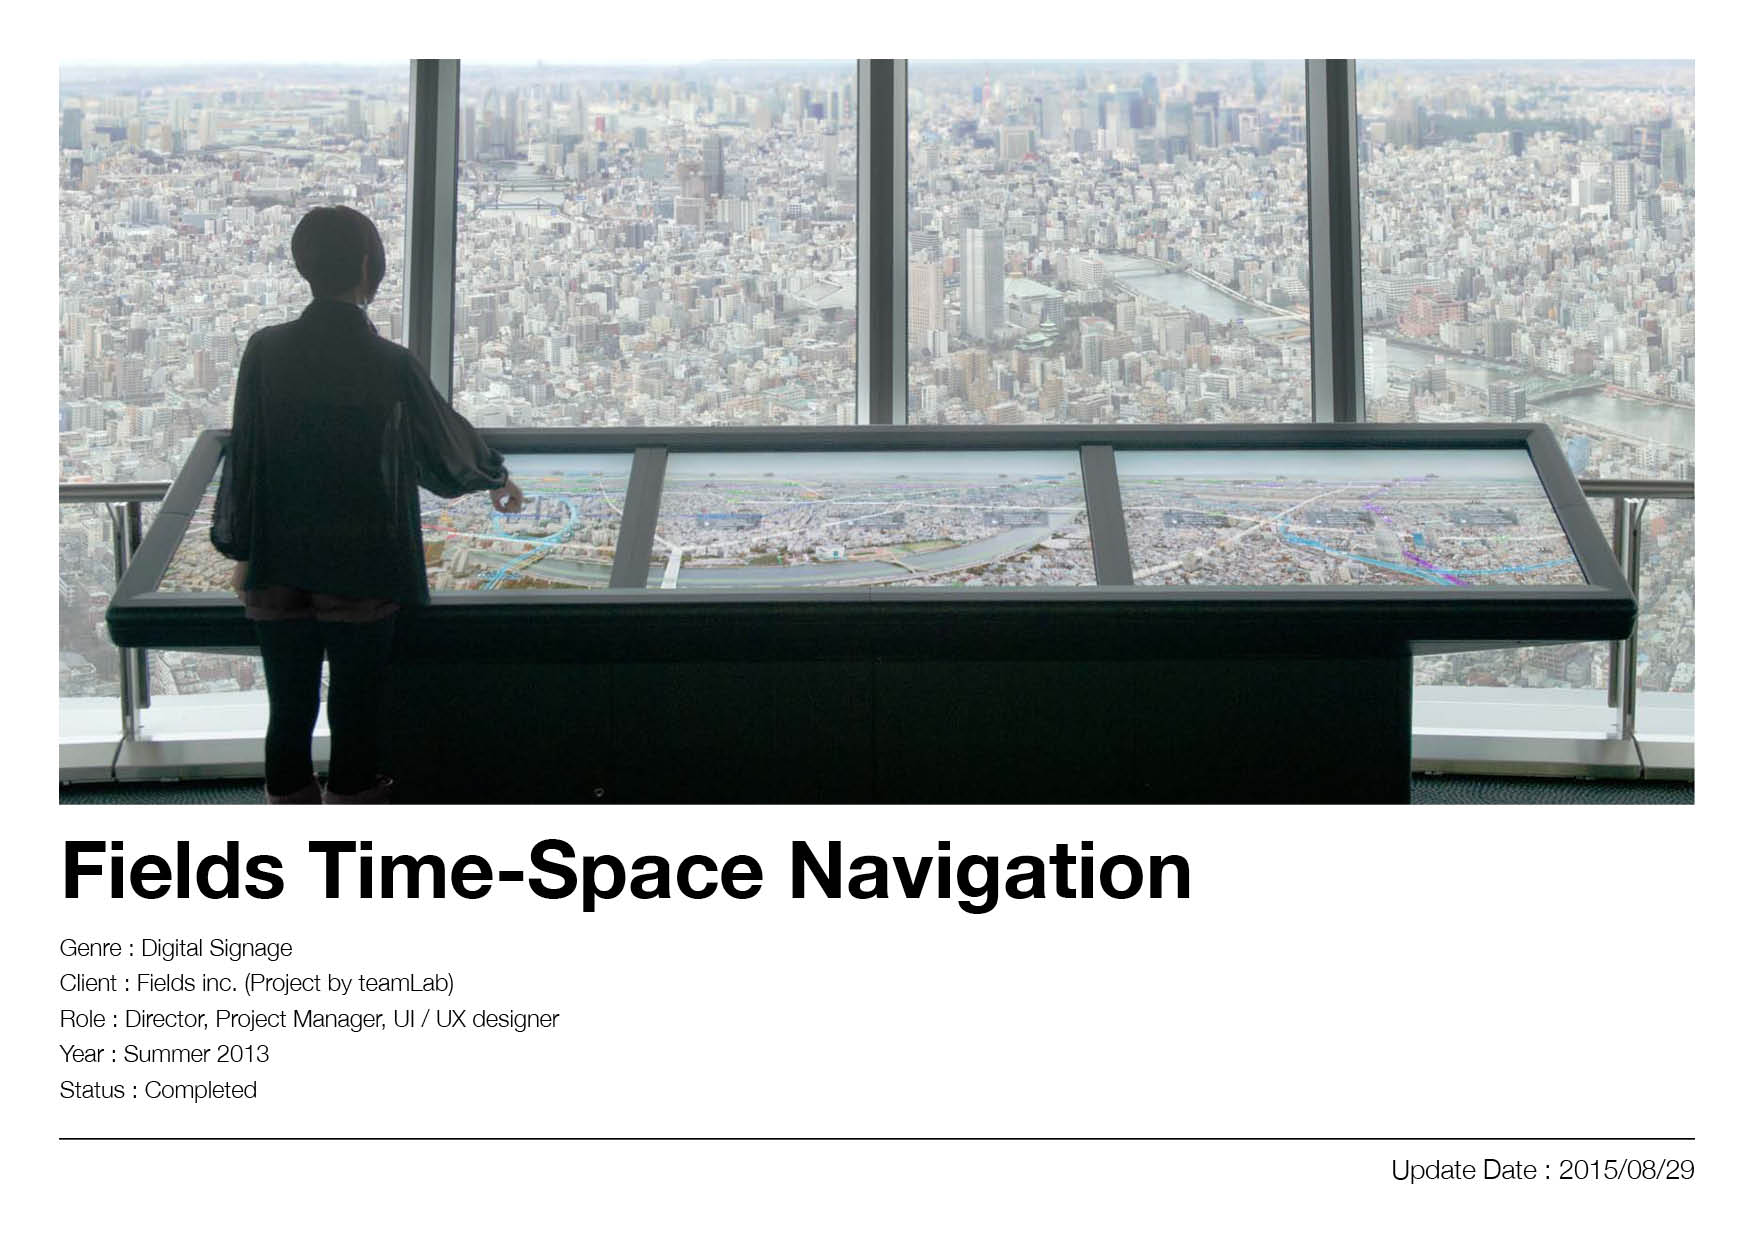 Fields Time-Space Navigation
Genre : Digital Signage
Client : Fields inc. (Project by teamLab)
Role : Director, Project Manager, UI / UX designer
Year : Summer 2013
Status : Completed
Update Date : 2015/08/29